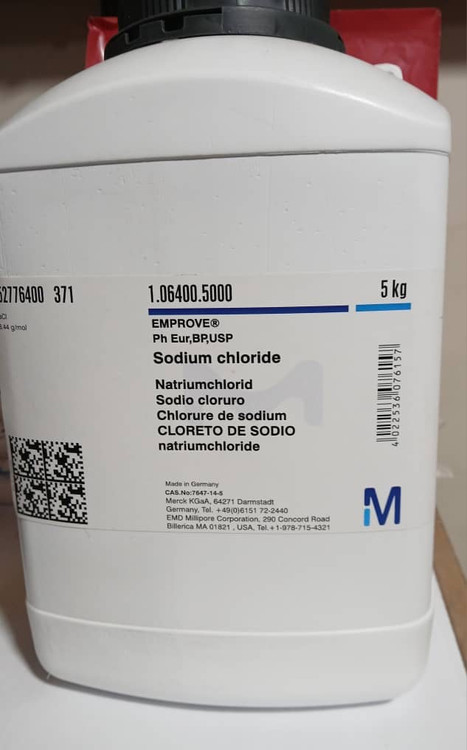 371
1.06400.5000
5 kg
EMPROVE®
Ph Eur,BP,USP
Sodium chloride
Natriumchlorid
Sodio cloruro
Chlorure de sodium
CLORETO DE SODIO
natriumchloride
4022536076157
Made in Germany
CAS.No:7647-14-5
Merck KGaA, 64271 Darmstadt
Germany, Tel. +49(0)6151 72-2440
EMD Millipore Corporation, 290 Concord Road
Billerica MA 01821 , USA, Tel.+1-978-715-4321
M